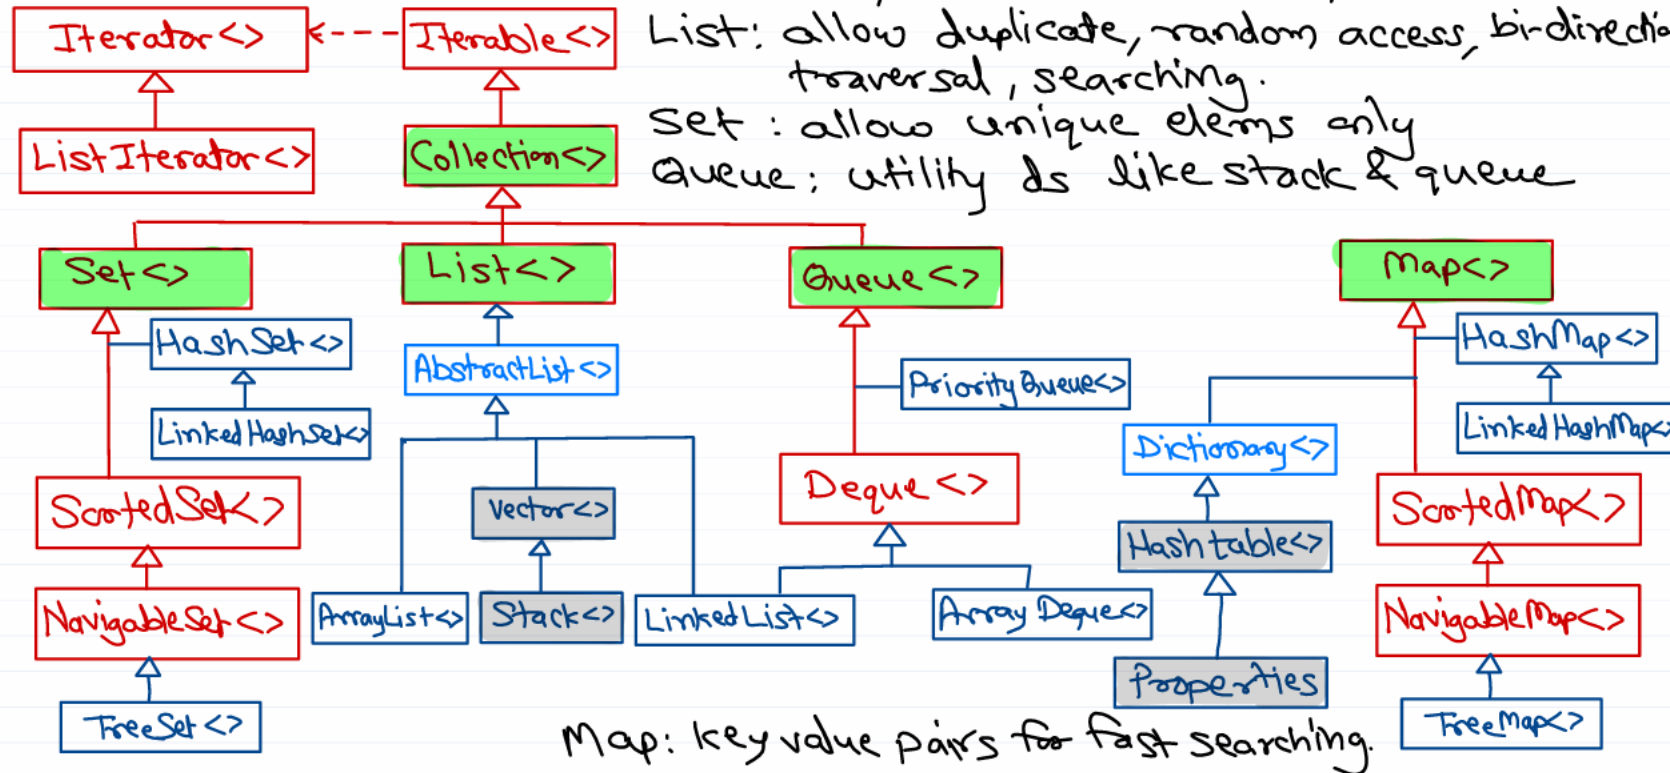 Iterator<>
Iterable<>
List: allow duplicate, random access, bi-directio
traversal, searching.
ListIterator<>
Collection<>
Set : allow unique elems only
Queue: utility ds like stack & queue
Set<>
List<>
Queue<>
Map<>
HashSet<>
AbstractList<>
PriorityQueue<>
HashMap<>
LinkedHashSet<>
Dictionary<>
LinkedHashMap<>
SortedSet<>
Vector<>
Deque<>
Hashtable<>
SortedMap<>
NavigableSet<>
ArrayList<>
Stack<>
LinkedList<>
ArrayDeque<>
NavigableMap<>
Properties
TreeSet<>
TreeMap<>
Map: key value pairs for fast searching.